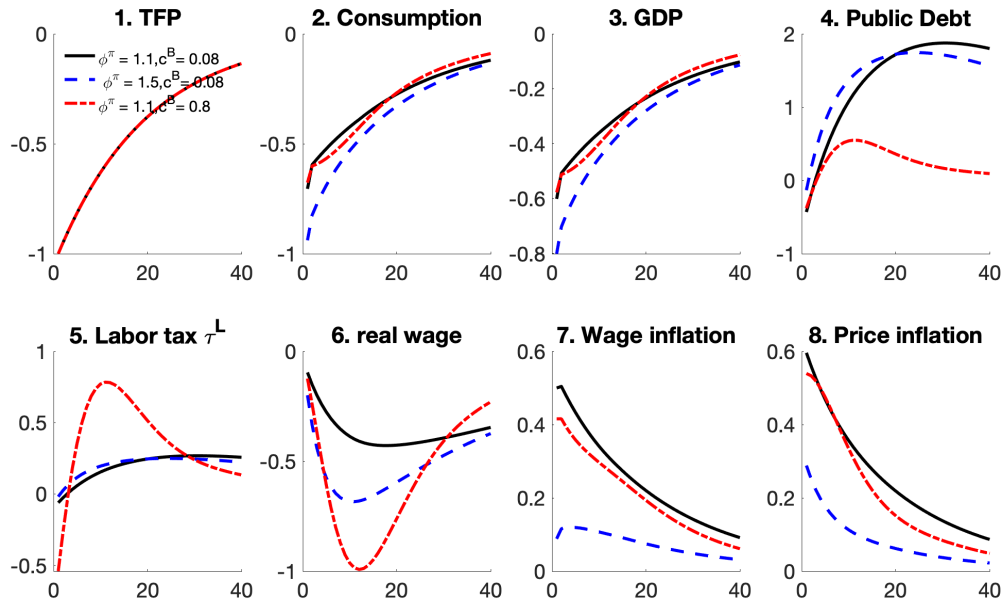 1. TFP
0
-0.5
-1
0 20 40
ϕ^π = 1.1,c^B= 0.08
ϕ^π = 1.5,c^B= 0.08
ϕ^π = 1.1,c^B= 0.8
2. Consumption
0
-0.5
-1
0 20 40
3. GDP
0
-0.2
-0.4
-0.6
-0.8
0 20 40
4. Public Debt
2
1
0
-1
0 20 40
5. Labor tax τ^L
1
0.5
0
-0.5
0 20 40
6. real wage
0
-0.5
-1
0 20 40
7. Wage inflation
0.6
0.4
0.2
0
0 20 40
8. Price inflation
0.6
0.4
0.2
0
0 20 40